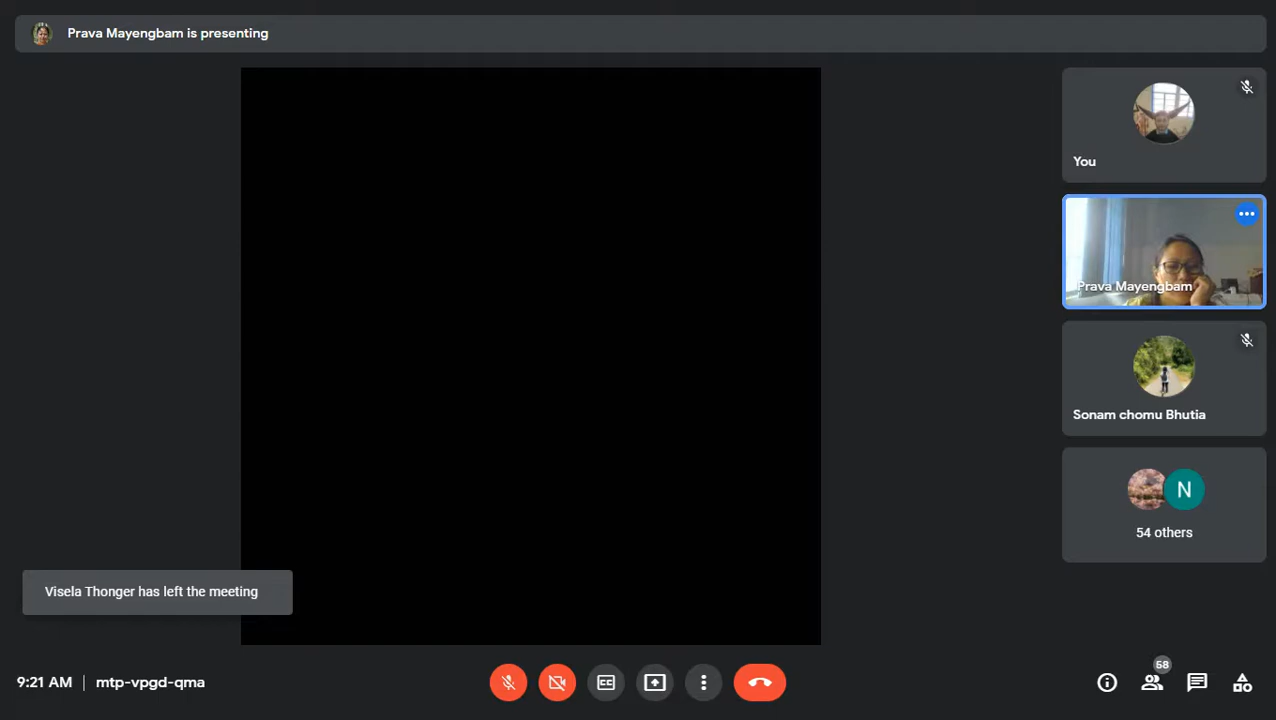 Prava Mayengbam is presenting
You
Prava Mayengbam
Sonam chomu Bhutia
N
54 others
Visela Thonger has left the meeting
9:21 AM | mtp-vpgd-qma
CC
58